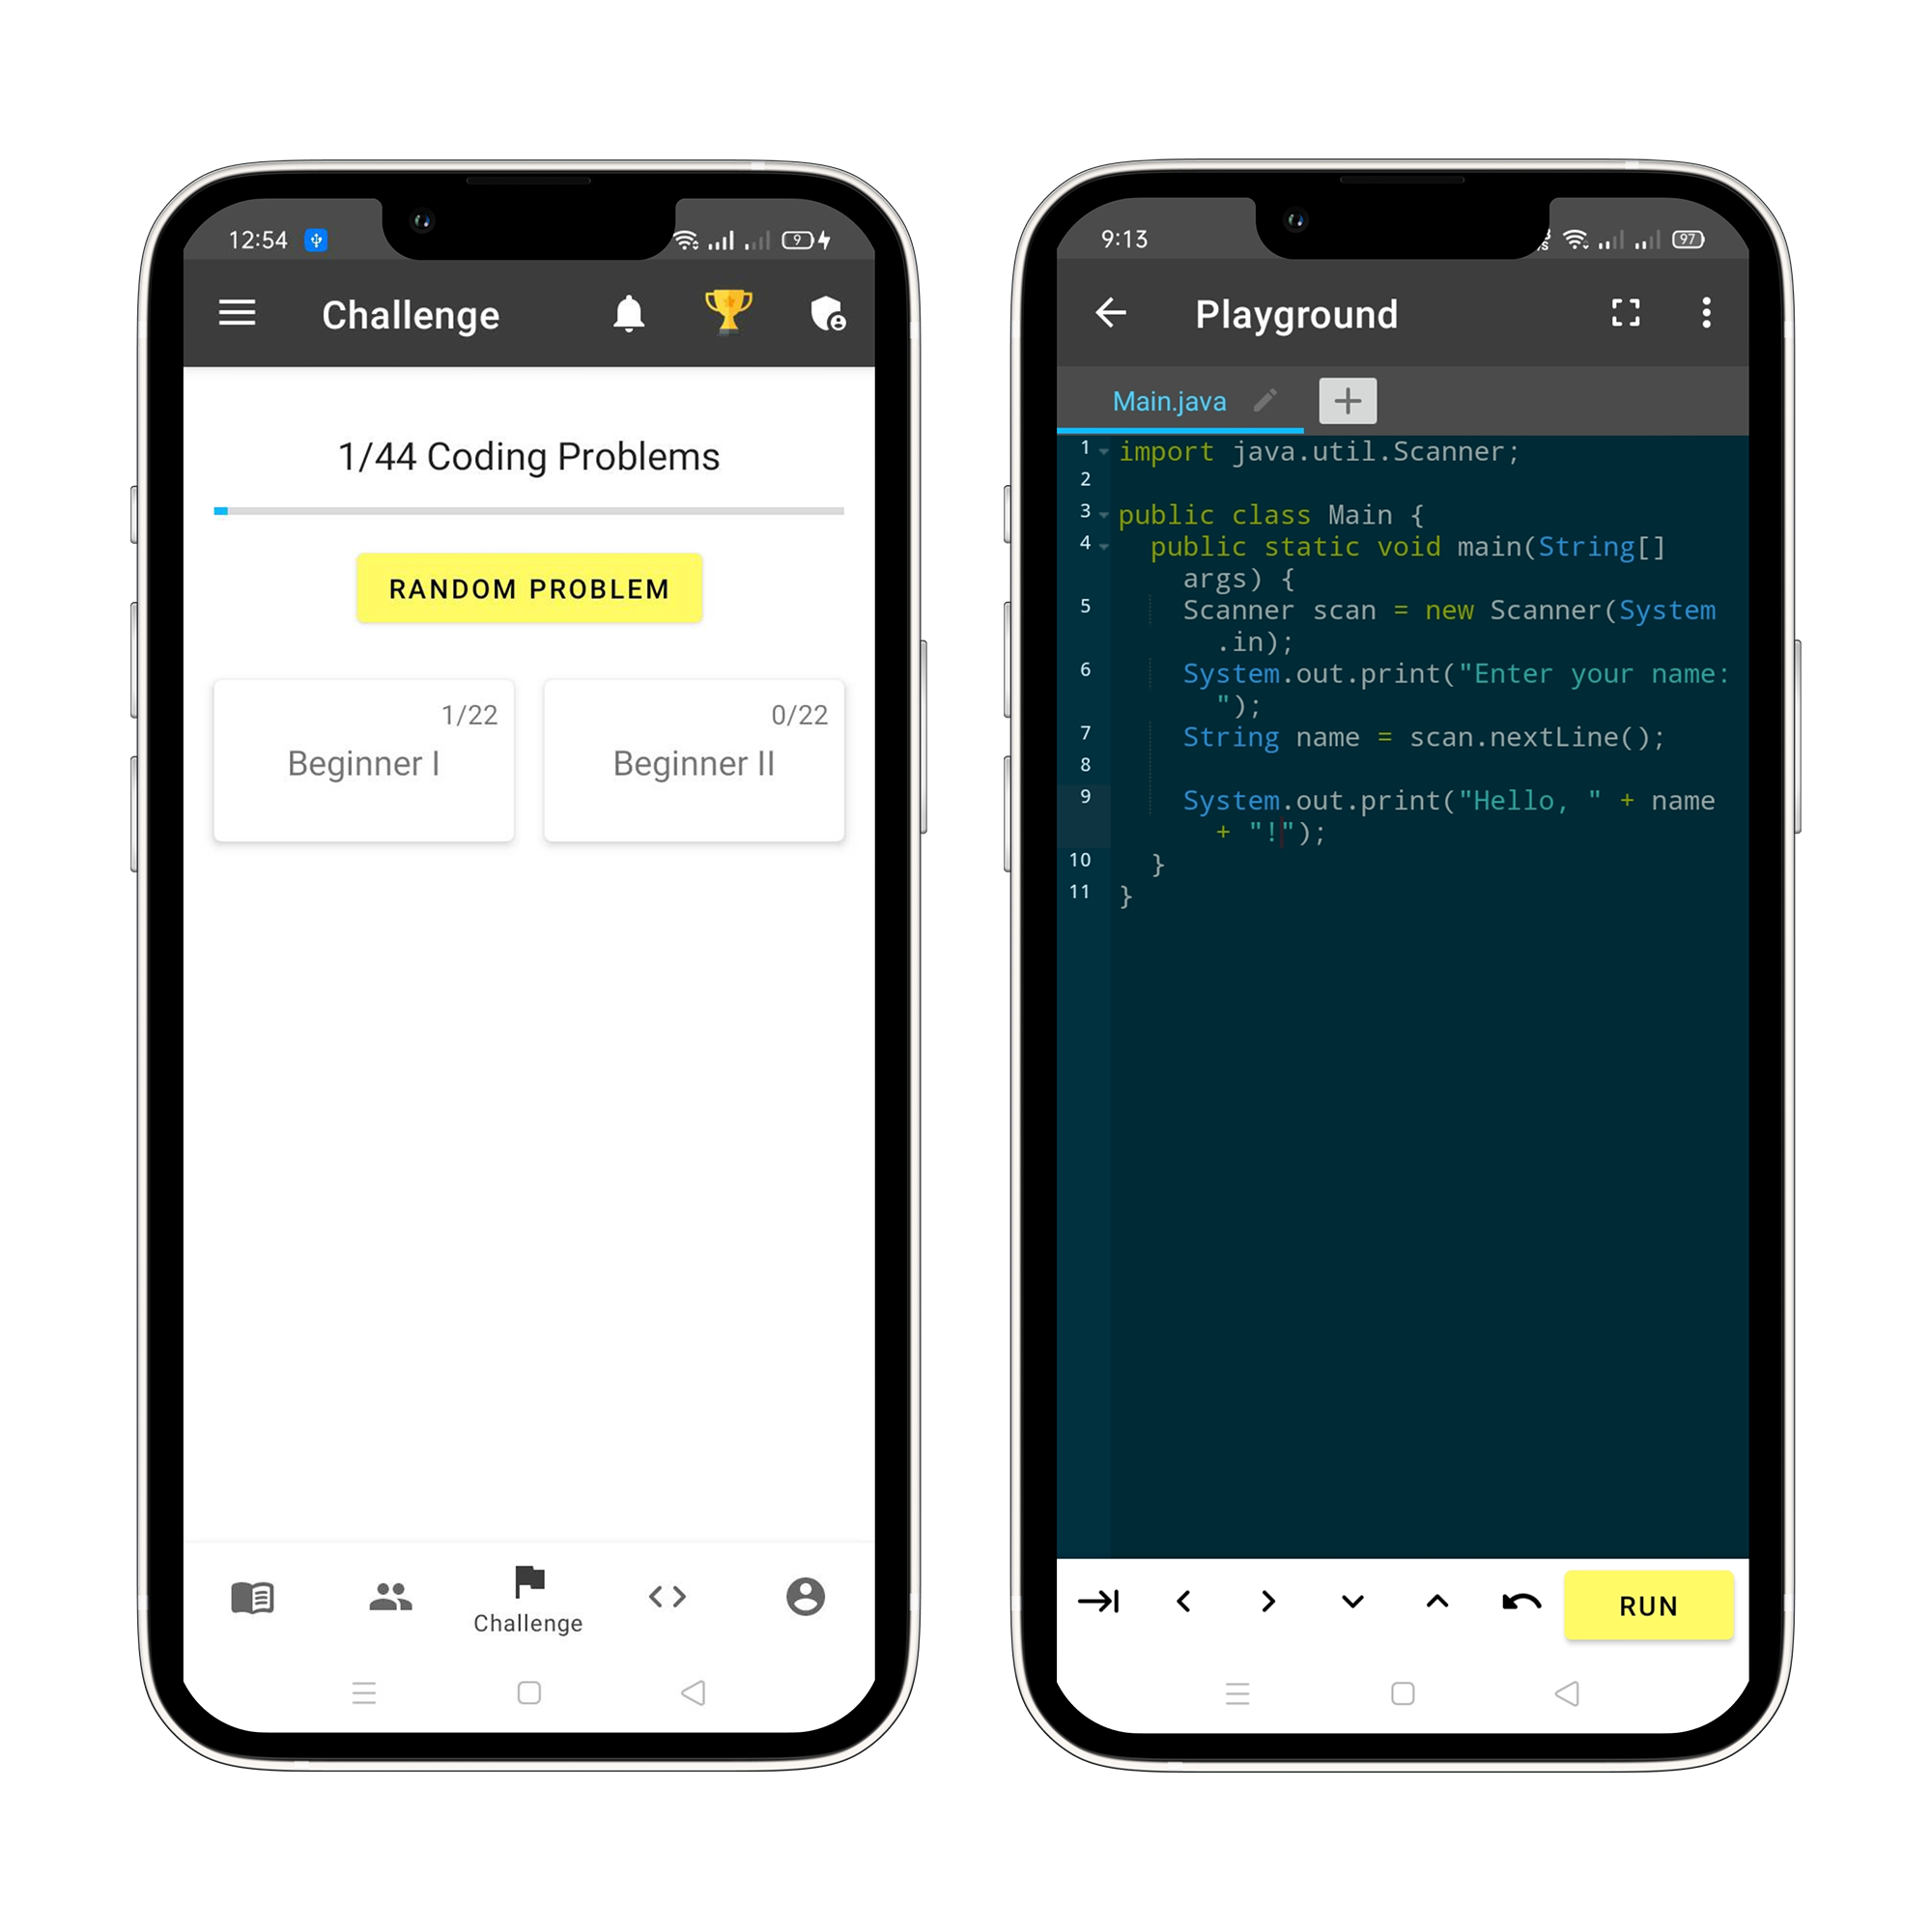 12:54
9
Challenge
1/44 Coding Problems
RANDOM PROBLEM
1/22
Beginner I
0/22
Beginner II
Challenge
9:13
97
Playground
Main.java
1 import java.util.Scanner;
2
3 public class Main {
4 public static void main(String[]
args) {
5 Scanner scan = new Scanner(System
.in);
6 System.out.print("Enter your name:
");
7 String name = scan.nextLine();
8
9 System.out.print("Hello, " + name
+ "!");
10 }
11 }
RUN